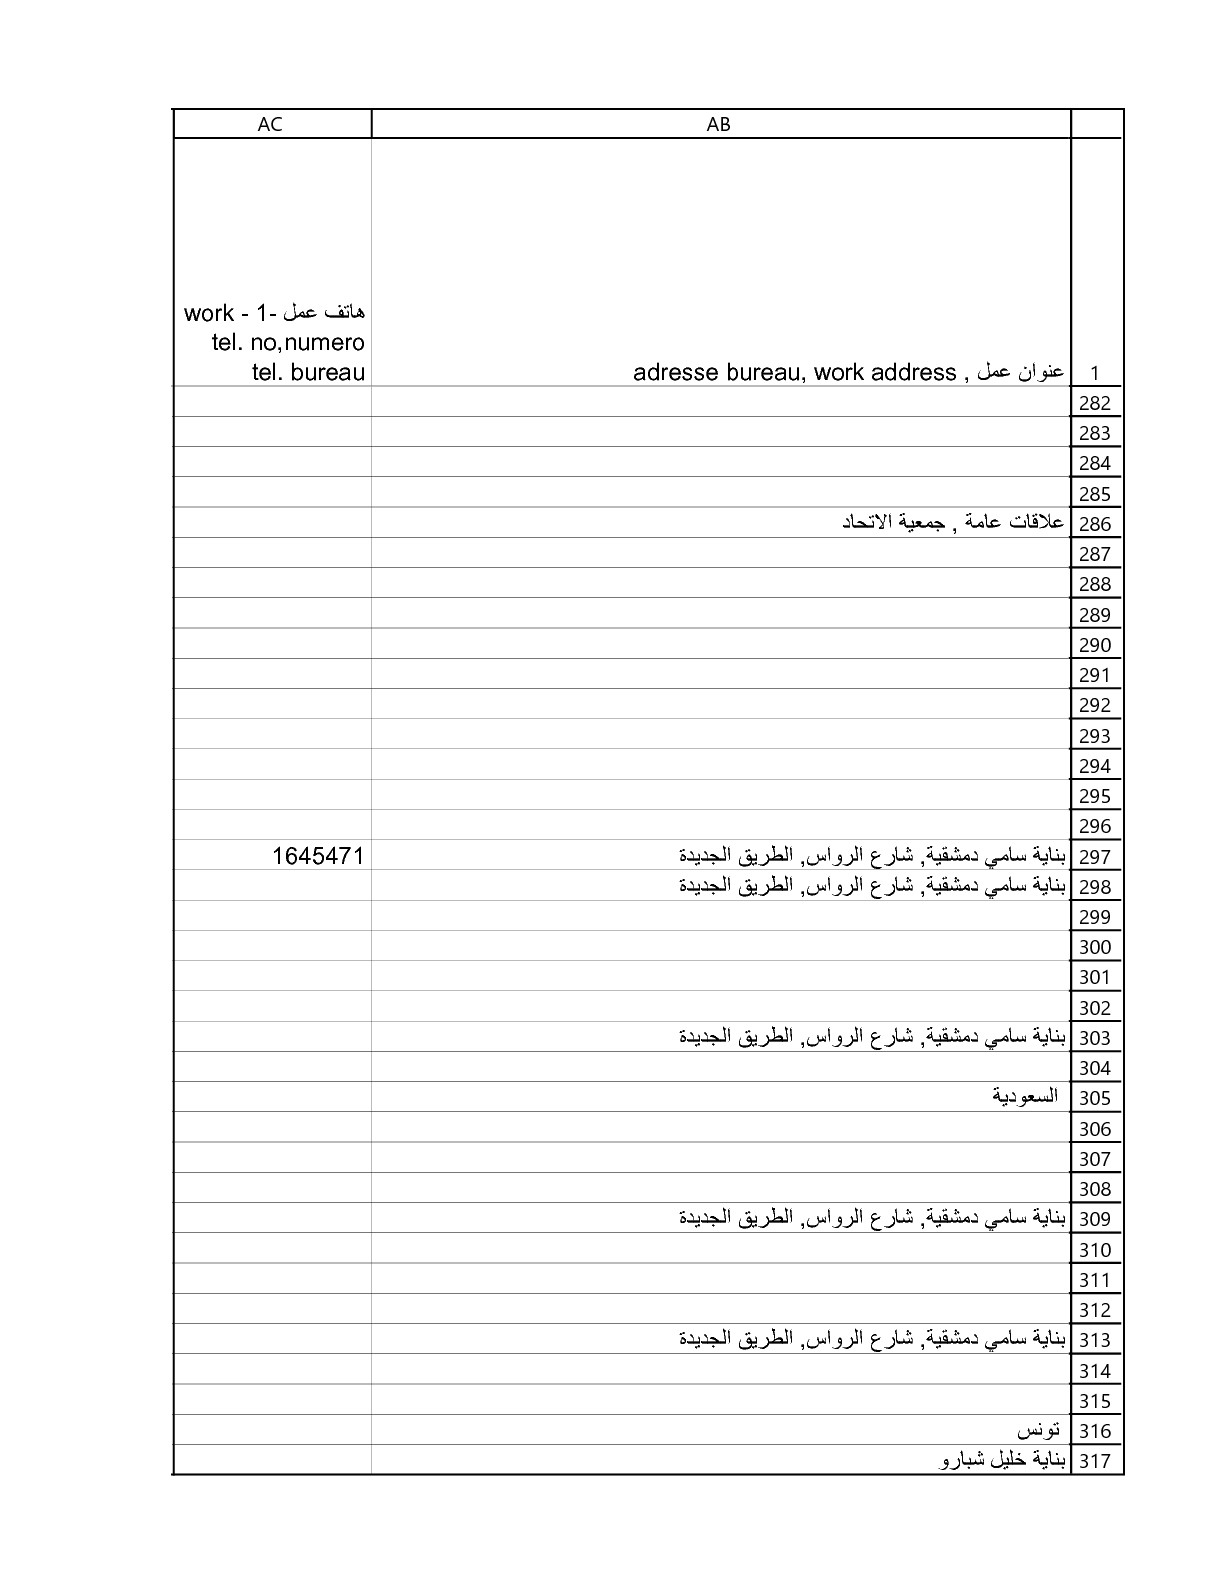 AB AC
1 عنوان عمل , adresse bureau, work address هاتف عمل -1 - work
tel. no,numero
tel. bureau
282
283
284
285
286 علاقات عامة , جمعية الاتحاد
287
288
289
290
291
292
293
294
295
296
297 بناية سامي دمشقية, شارع الرواس, الطريق الجديدة 1645471
298 بناية سامي دمشقية, شارع الرواس, الطريق الجديدة
299
300
301
302
303 بناية سامي دمشقية, شارع الرواس, الطريق الجديدة
304
305 السعودية
306
307
308
309 بناية سامي دمشقية, شارع الرواس, الطريق الجديدة
310
311
312
313 بناية سامي دمشقية, شارع الرواس, الطريق الجديدة
314
315
316 تونس
317 بناية خليل شبارو